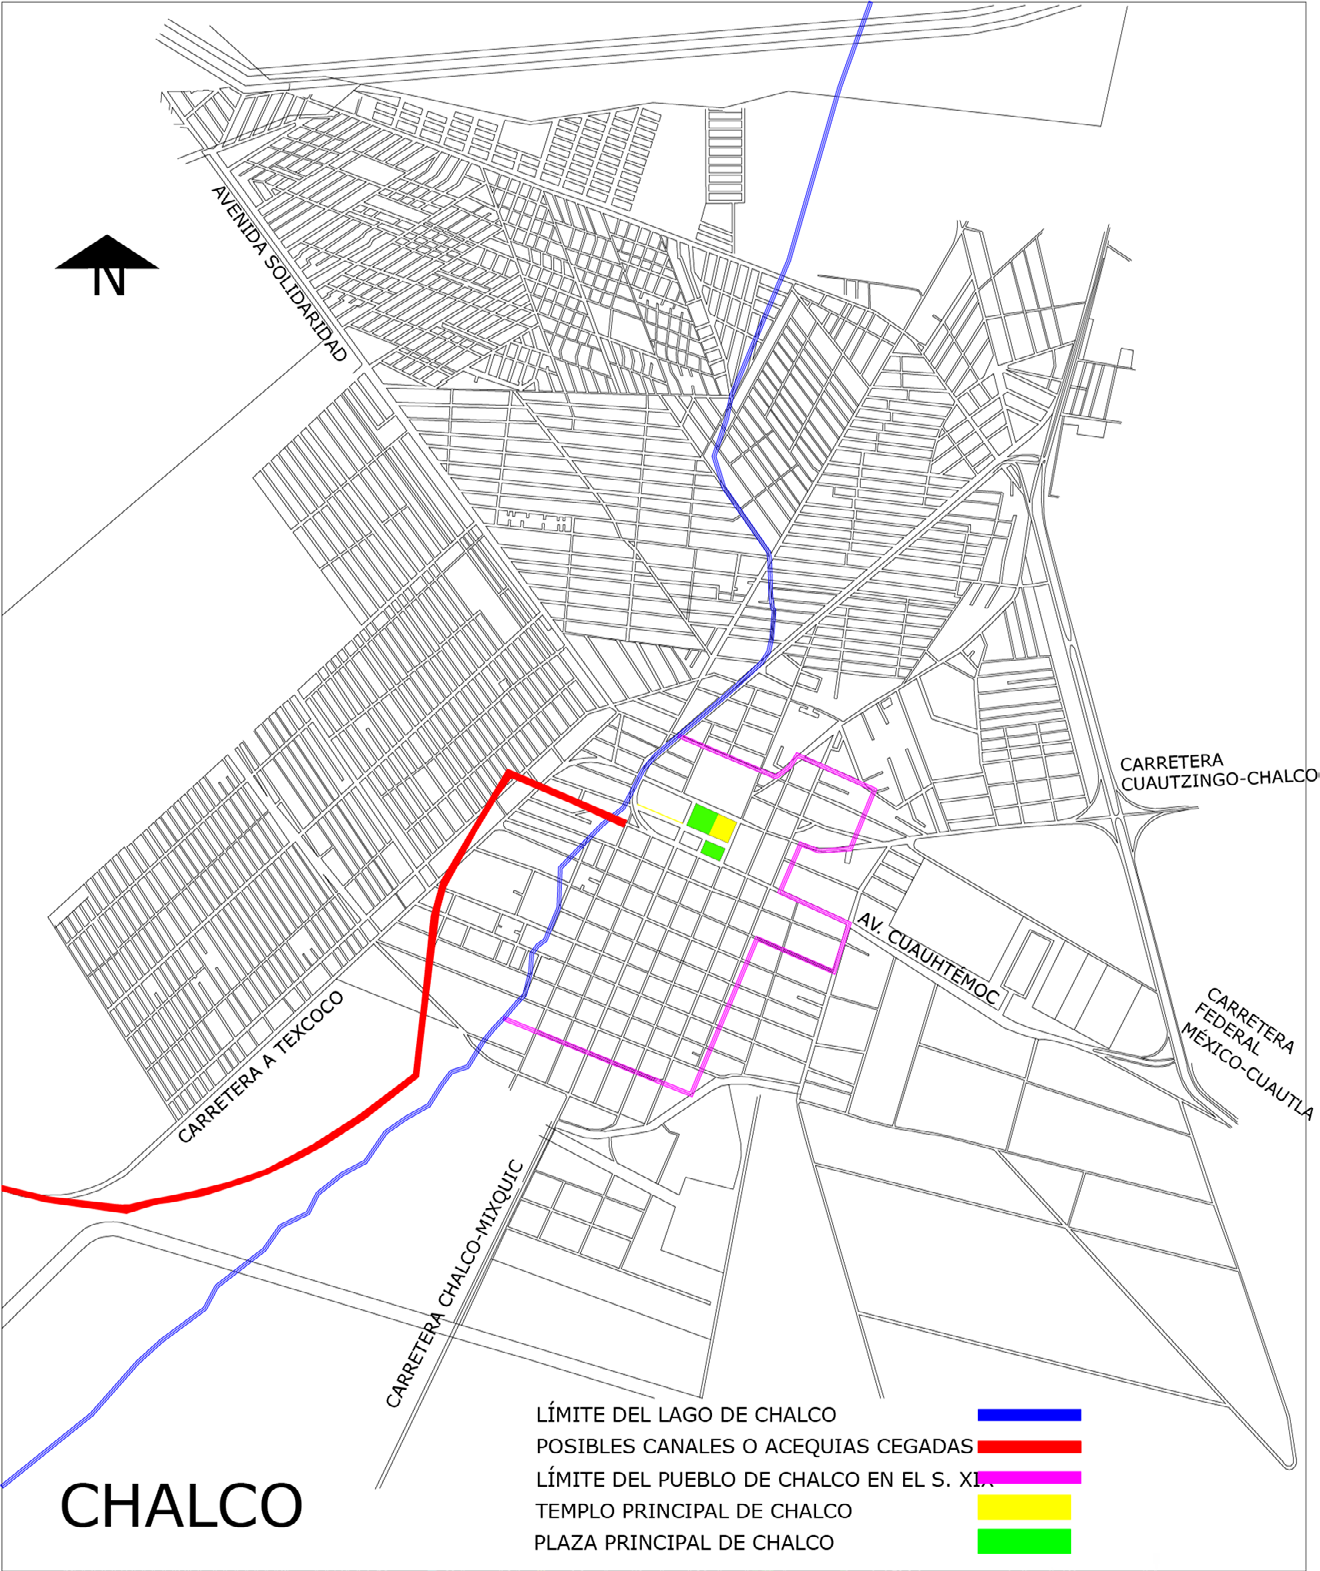 N
AVENIDA SOLIDARIDAD
CARRETERA
CUAUTZINGO-CHALCO
AV. CUAUHTEMOC
CARRETERA
FEDERAL
MÉXICO-CUAUTLA
CARRETERA A TEXCOCO
CARRETERA CHALCO-MIXQUIC
LÍMITE DEL LAGO DE CHALCO
POSIBLES CANALES O ACEQUIAS CEGADAS
LÍMITE DEL PUEBLO DE CHALCO EN EL S. XIX
TEMPLO PRINCIPAL DE CHALCO
PLAZA PRINCIPAL DE CHALCO
CHALCO